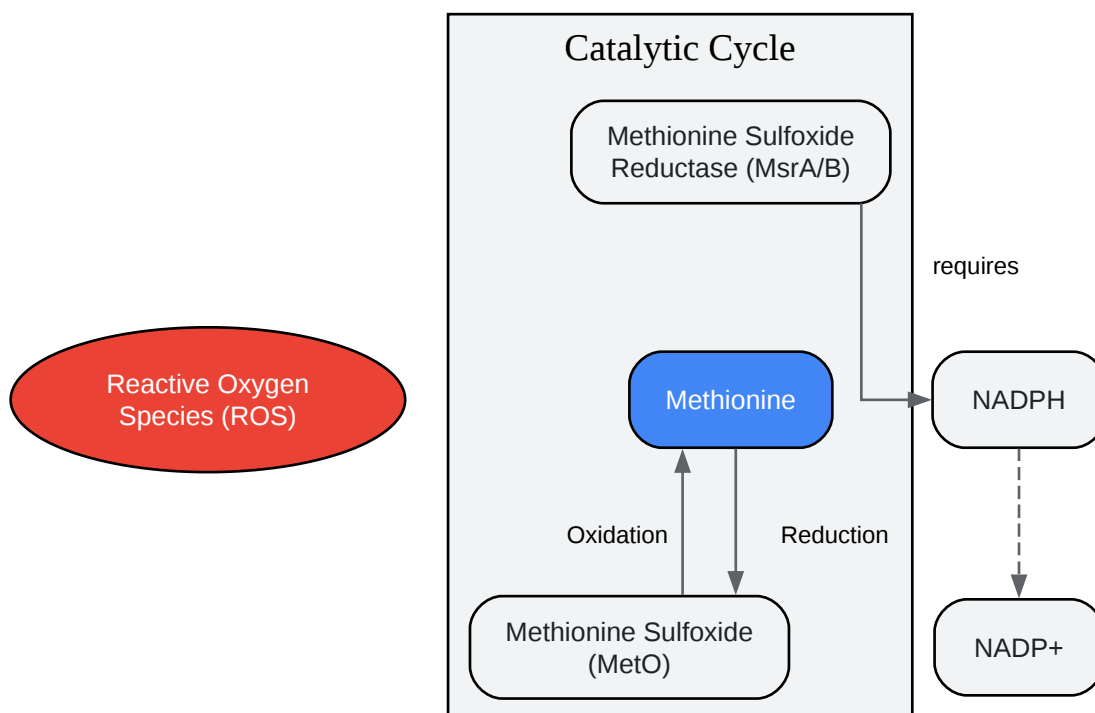 Catalytic Cycle
Methionine Sulfoxide
Reductase (MsrA/B)
requires
Reactive Oxygen
Species (ROS)
Methionine
NADPH
Oxidation
Reduction
Methionine Sulfoxide
(MetO)
NADP+